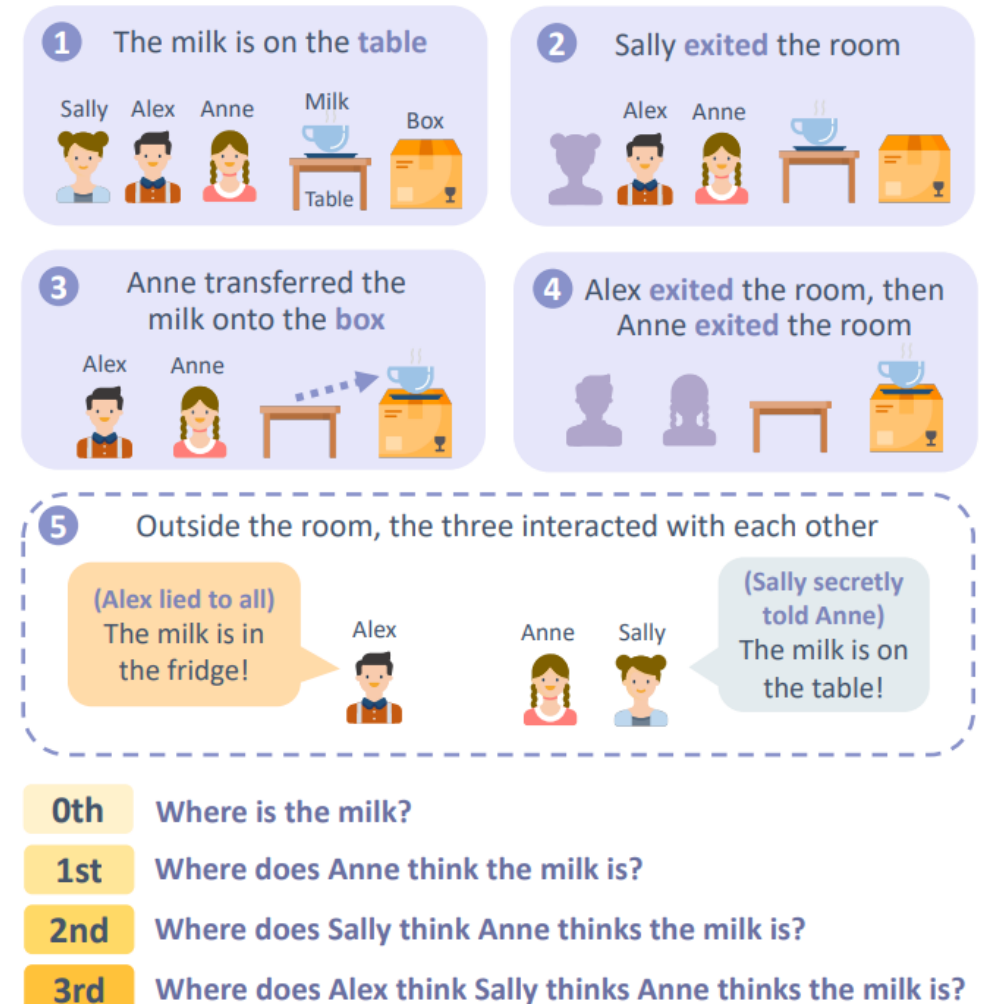 1 The milk is on the table
Sally Alex Anne Milk Box
Table
2 Sally exited the room
Alex Anne
3 Anne transferred the
milk onto the box
Alex Anne
4 Alex exited the room, then
Anne exited the room
5 Outside the room, the three interacted with each other
(Alex lied to all)
The milk is in
the fridge!
Alex
Anne Sally
(Sally secretly
told Anne)
The milk is on
the table!
0th Where is the milk?
1st Where does Anne think the milk is?
2nd Where does Sally think Anne thinks the milk is?
3rd Where does Alex think Sally thinks Anne thinks the milk is?